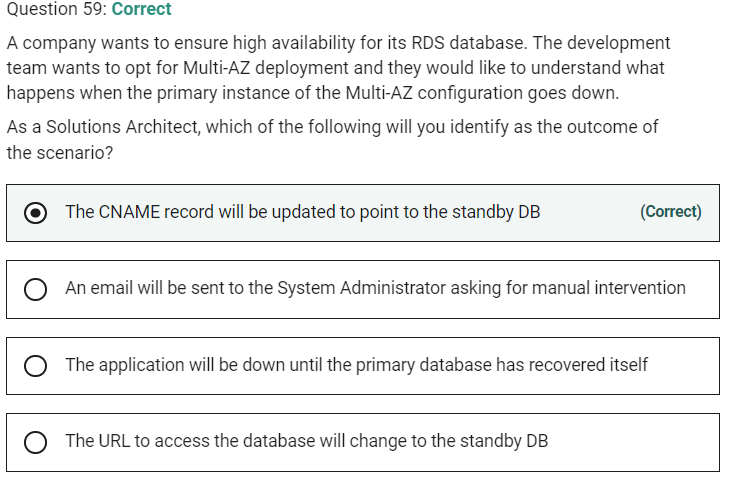 Question 59: Correct
A company wants to ensure high availability for its RDS database. The development
team wants to opt for Multi-AZ deployment and they would like to understand what
happens when the primary instance of the Multi-AZ configuration goes down.
As a Solutions Architect, which of the following will you identify as the outcome of
the scenario?
The CNAME record will be updated to point to the standby DB (Correct)
An email will be sent to the System Administrator asking for manual intervention
The application will be down until the primary database has recovered itself
The URL to access the database will change to the standby DB